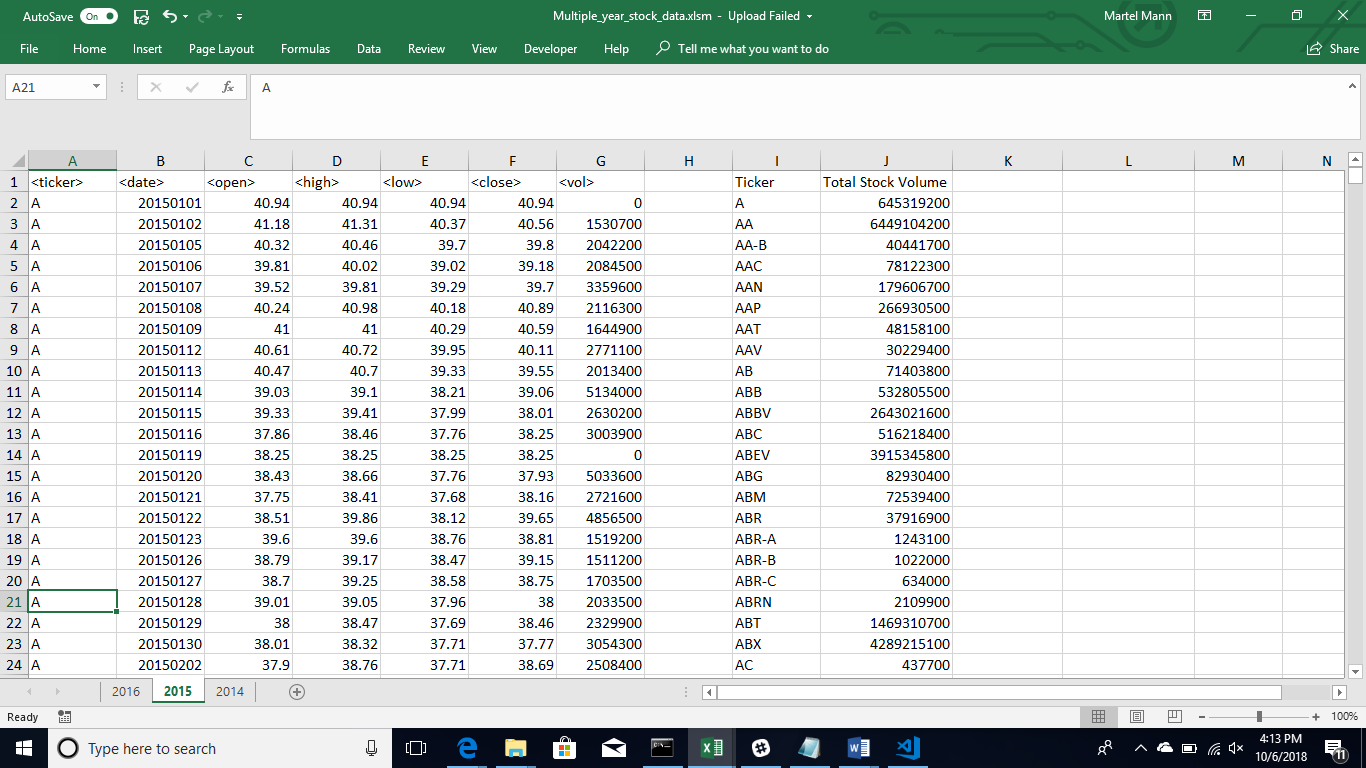 AutoSave On Multiple_year_stock_data.xlsm - Upload Failed Martel Mann
File Home Insert Page Layout Formulas Data Review View Developer Help Tell me what you want to do Share
A21 fx A
A B C D E F G H I J K L M N
1 <ticker> <date> <open> <high> <low> <close> <vol> Ticker Total Stock Volume
2 A 20150101 40.94 40.94 40.94 40.94 0 A 645319200
3 A 20150102 41.18 41.31 40.37 40.56 1530700 AA 6449104200
4 A 20150105 40.32 40.46 39.7 39.8 2042200 AA-B 40441700
5 A 20150106 39.81 40.02 39.02 39.18 2084500 AAC 78122300
6 A 20150107 39.52 39.81 39.29 39.7 3359600 AAN 179606700
7 A 20150108 40.24 40.98 40.18 40.89 2116300 AAP 266930500
8 A 20150109 41 41 40.29 40.59 1644900 AAT 48158100
9 A 20150112 40.61 40.72 39.95 40.11 2771100 AAV 30229400
10 A 20150113 40.47 40.7 39.33 39.55 2013400 AB 71403800
11 A 20150114 39.03 39.1 38.21 39.06 5134000 ABB 532805500
12 A 20150115 39.33 39.41 37.99 38.01 2630200 ABBV 2643021600
13 A 20150116 37.86 38.46 37.76 38.25 3003900 ABC 516218400
14 A 20150119 38.25 38.25 38.25 38.25 0 ABEV 3915345800
15 A 20150120 38.43 38.66 37.76 37.93 5033600 ABG 82930400
16 A 20150121 37.75 38.41 37.68 38.16 2721600 ABM 72539400
17 A 20150122 38.51 39.86 38.12 39.65 4856500 ABR 37916900
18 A 20150123 39.6 39.6 38.76 38.81 1519200 ABR-A 1243100
19 A 20150126 38.79 39.17 38.47 39.15 1511200 ABR-B 1022000
20 A 20150127 38.7 39.25 38.58 38.75 1703500 ABR-C 634000
21 A 20150128 39.01 39.05 37.96 38 2033500 ABRN 2109900
22 A 20150129 38 38.47 37.69 38.46 2329900 ABT 1469310700
23 A 20150130 38.01 38.32 37.71 37.77 3054300 ABX 4289215100
24 A 20150202 37.9 38.76 37.71 38.69 2508400 AC 437700
2016 2015 2014
Ready 100%
Type here to search 4:13 PM
10/6/2018 11